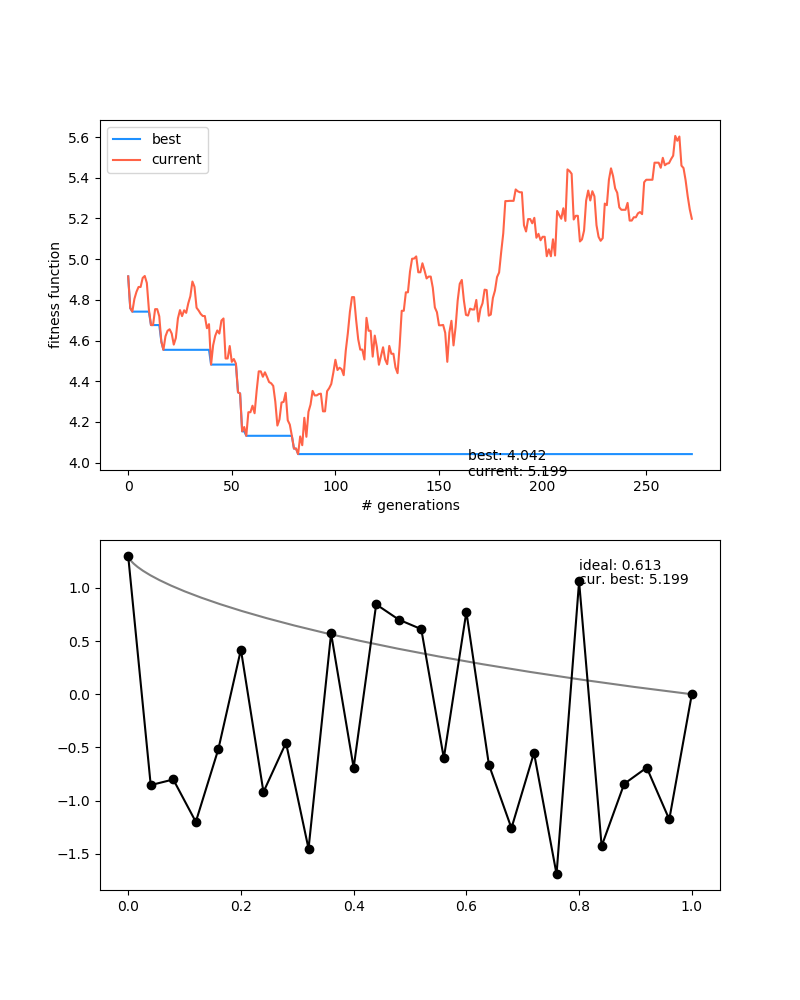 best
current
5.6
5.4
5.2
5.0
4.8
4.6
4.4
4.2
4.0
fitness function
best: 4.042
current: 5.199
0 50 100 150 200 250
# generations
ideal: 0.613
cur. best: 5.199
1.0
0.5
0.0
−0.5
−1.0
−1.5
0.0 0.2 0.4 0.6 0.8 1.0